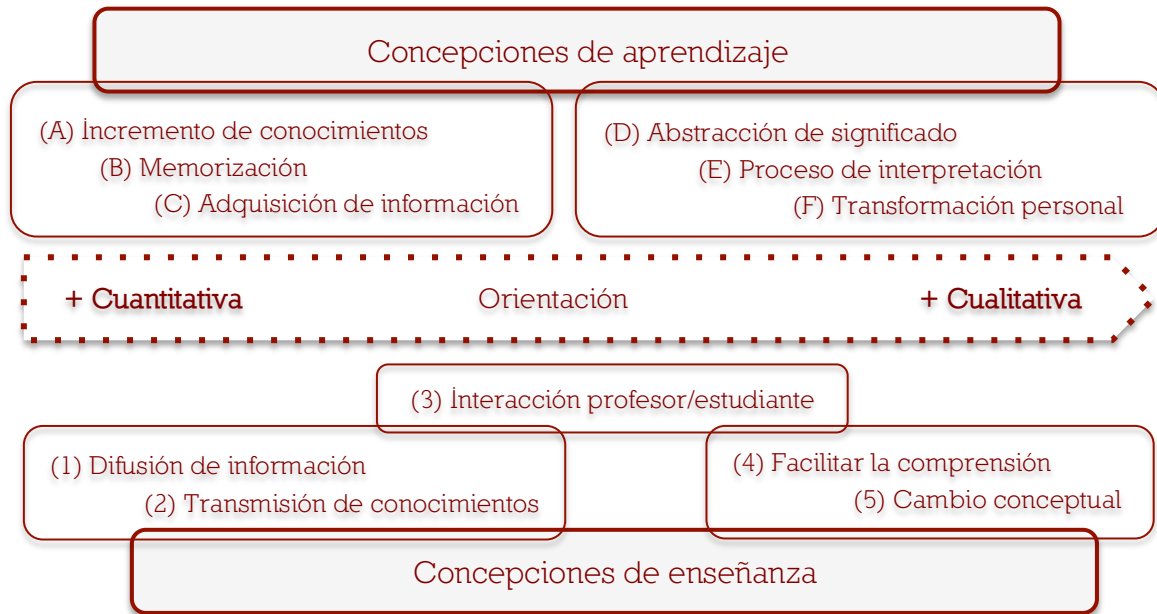 Concepciones de aprendizaje
(A) Incremento de conocimientos
(B) Memorización
(C) Adquisición de información
(D) Abstracción de significado
(E) Proceso de interpretación
(F) Transformación personal
+ Cuantitativa
Orientación
+ Cualitativa
(3) Interacción profesor/estudiante
(1) Difusión de información
(2) Transmisión de conocimientos
(4) Facilitar la comprensión
(5) Cambio conceptual
Concepciones de enseñanza